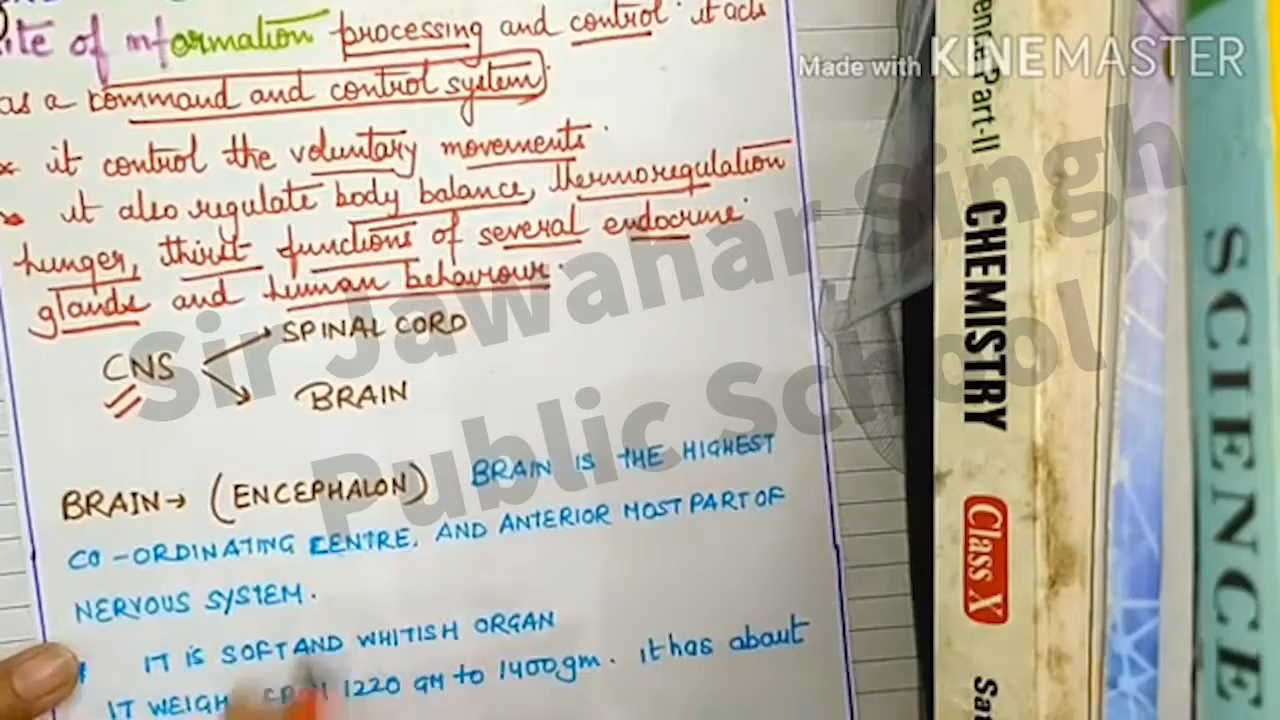 ite of information processing and control. it acts
as a command and control system.
it control the voluntary movements.
it also regulate body balance, thermoregulation
hunger, thirst functions of several endocrine
glands and human behaviour.
CNS
SPINAL CORD
BRAIN
BRAIN → (ENCEPHALON) BRAIN IS THE HIGHEST
CO-ORDINATING CENTRE, AND ANTERIOR MOST PART OF
NERVOUS SYSTEM.
IT IS SOFT AND WHITISH ORGAN
IT WEIGH 1220 GM to 1400gm. it has about
Made with KINEMASTER
Sir Jawahar Singh
Public School
ence Part-II CHEMISTRY Class X
SCIENCE